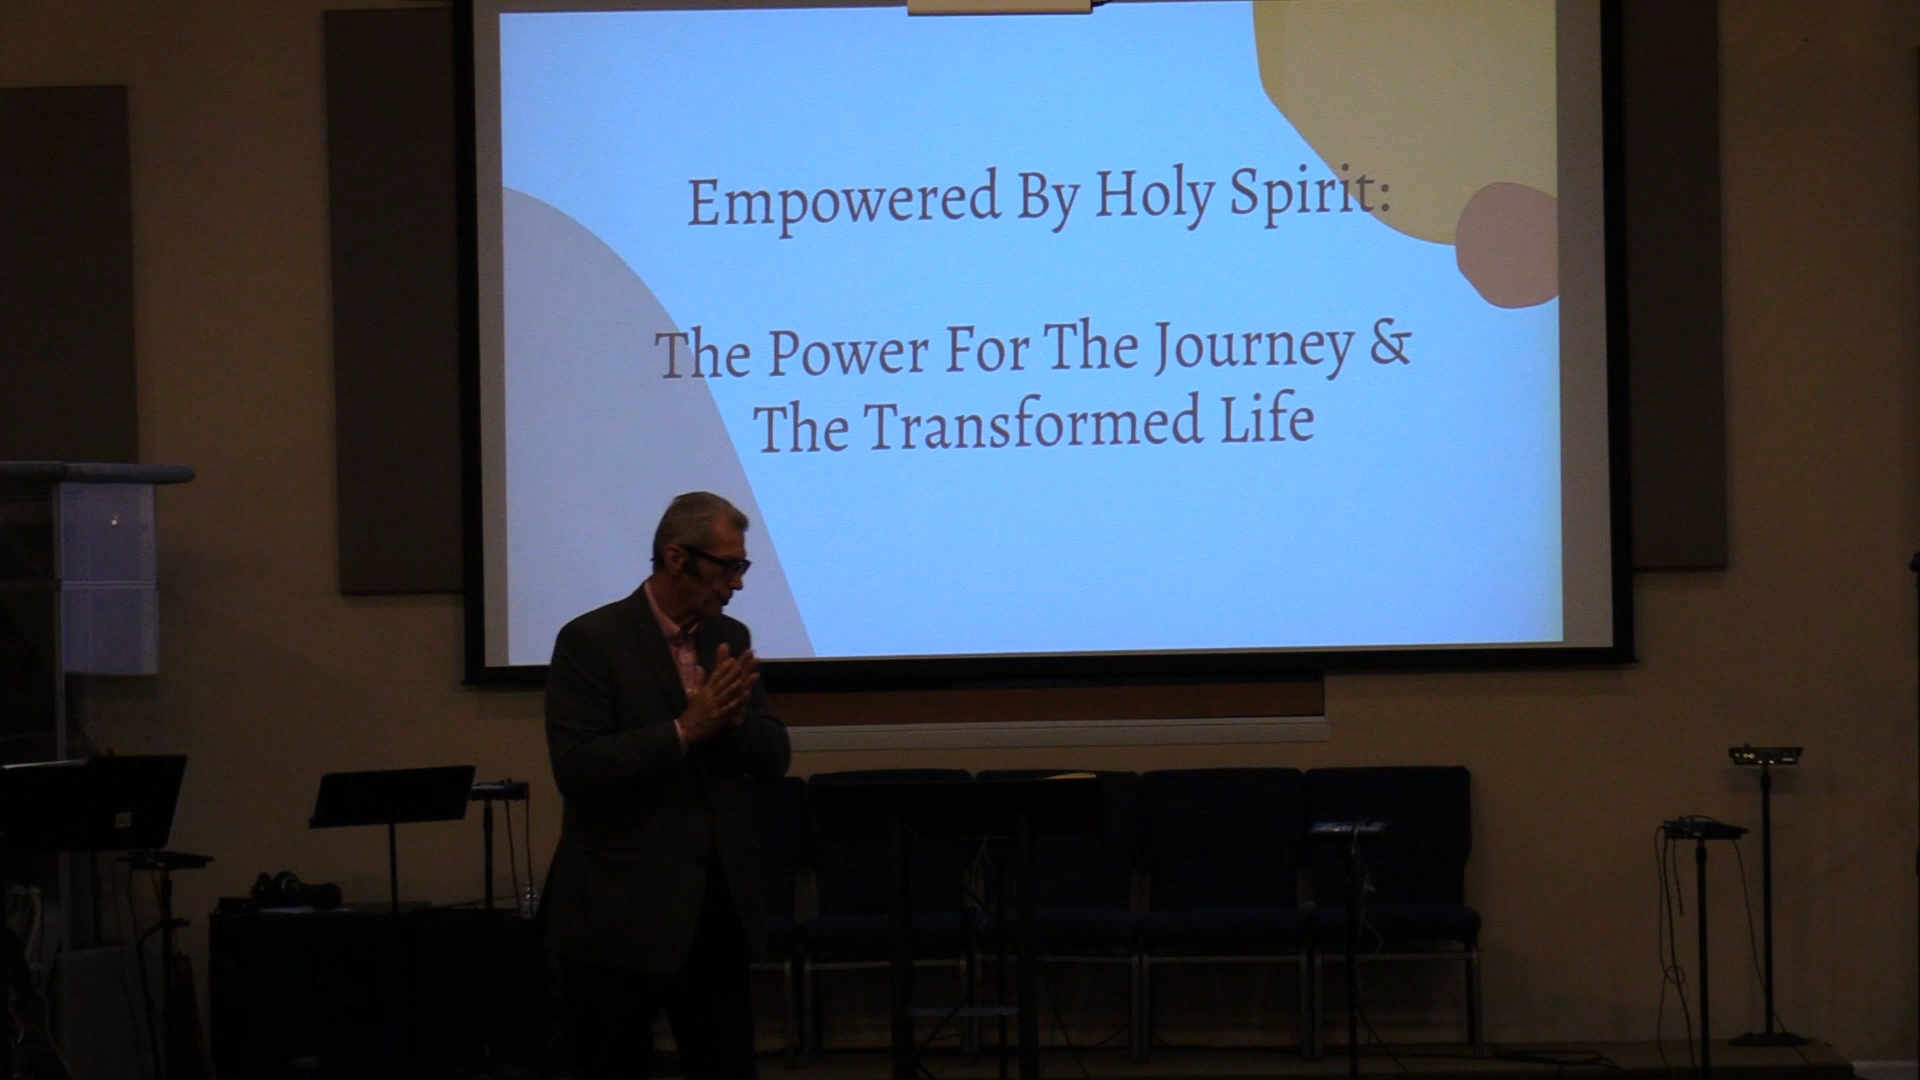 Empowered By Holy Spirit:
The Power For The Journey &
The Transformed Life